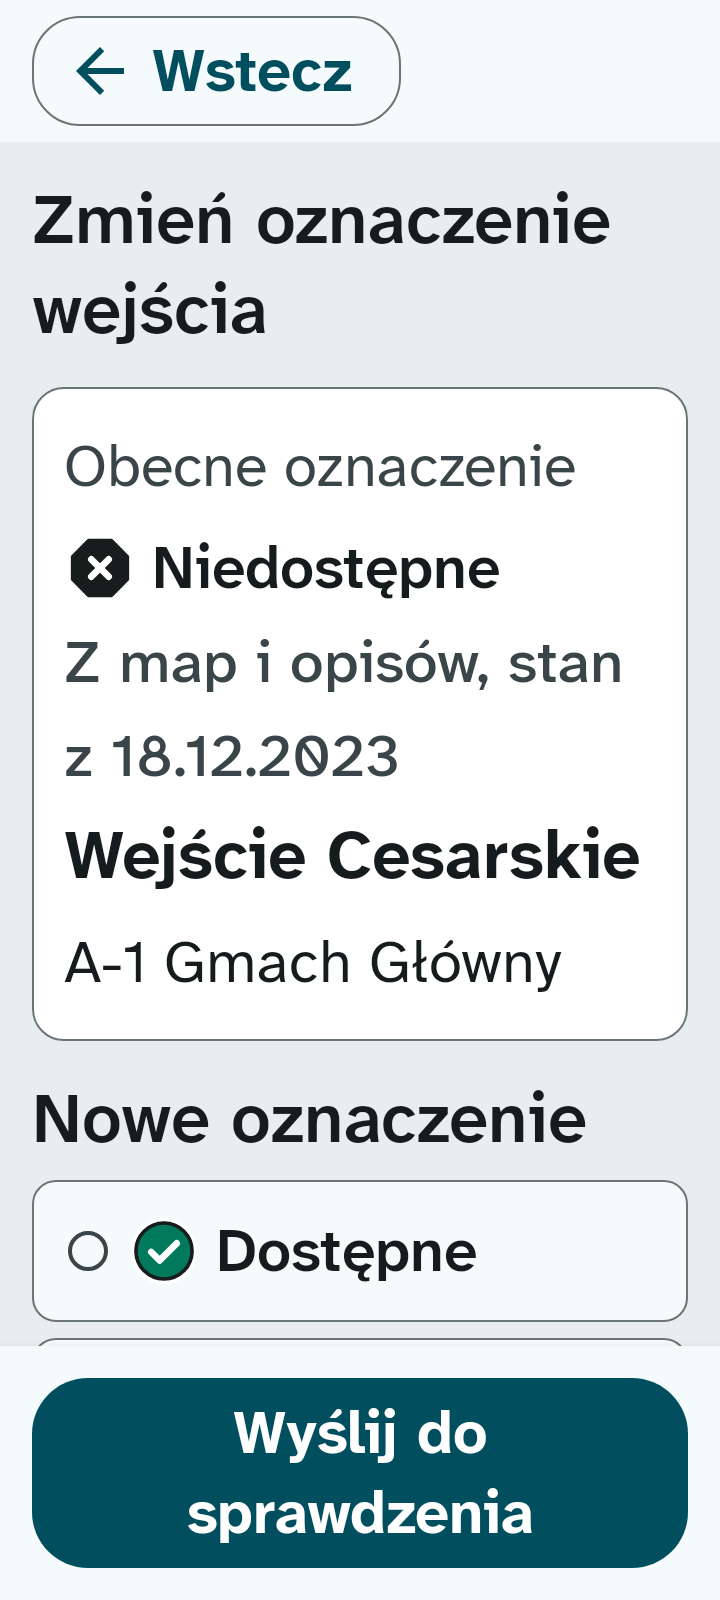 Wstecz
Zmień oznaczenie
wejścia
Obecne oznaczenie
Niedostępne
Z map i opisów, stan
z 18.12.2023
Wejście Cesarskie
A-1 Gmach Główny
Nowe oznaczenie
Dostępne
Wyślij do
sprawdzenia